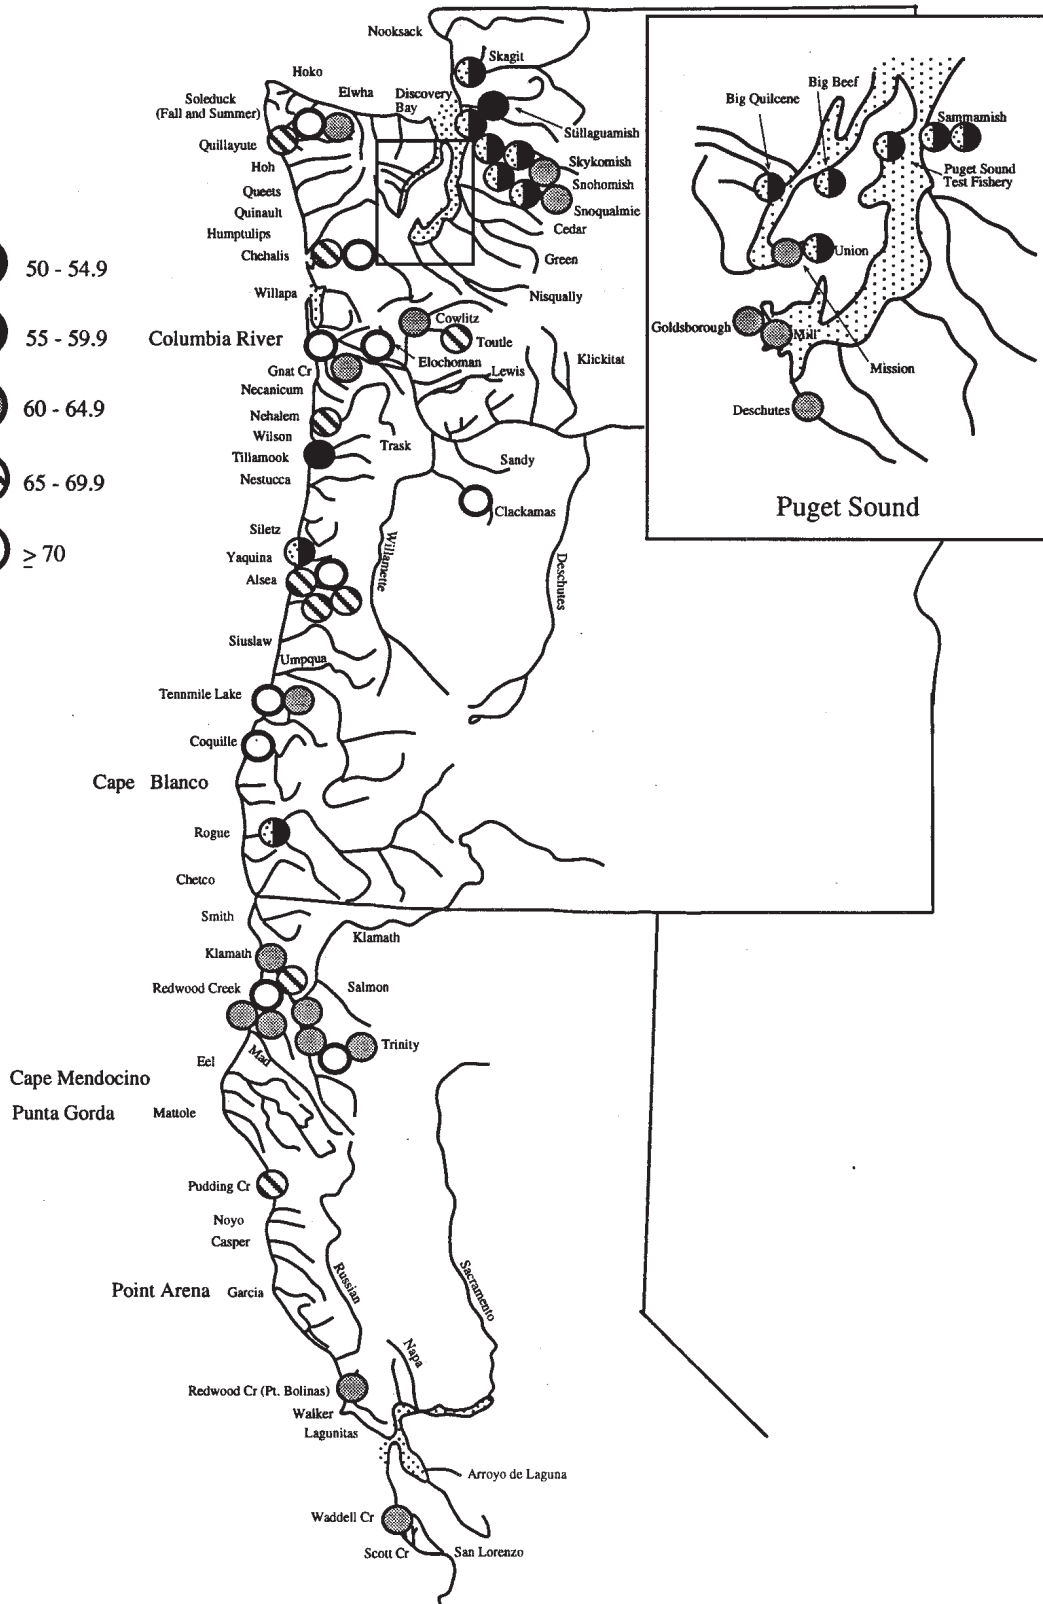 Nooksack
Skagit
Hoko
Elwha
Discovery
Bay
Soleduck
(Fall and Summer)
Stillaguamish
Quillayute
Skykomish
Hoh
Snohomish
Queets
Snoqualmie
Quinault
Cedar
Humptulips
Chehalis
Green
Willapa
Nisqually
Columbia River
Cowlitz
Toutle
Elochoman
Klickitat
Gnat Cr
Lewis
Necanicum
Nehalem
Wilson
Trask
Tillamook
Sandy
Nestucca
Clackamas
Siletz
Yaquina
Willamette
Deschutes
Alsea
Siuslaw
Umpqua
Tennmile Lake
Coquille
Cape Blanco
Rogue
Chetco
Smith
Klamath
Klamath
Redwood Creek
Salmon
Trinity
Eel
Mad
Cape Mendocino
Punta Gorda
Mattole
Pudding Cr
Noyo
Casper
Point Arena
Garcia
Russian
Sacramento
Napa
Redwood Cr (Pt. Bolinas)
Walker
Lagunitas
Arroyo de Laguna
Waddell Cr
Scott Cr
San Lorenzo
50 - 54.9
55 - 59.9
60 - 64.9
65 - 69.9
≥ 70
Big Beef
Big Quilcene
Sammamish
Puget Sound
Test Fishery
Union
Goldsborough
Mill
Mission
Deschutes
Puget Sound